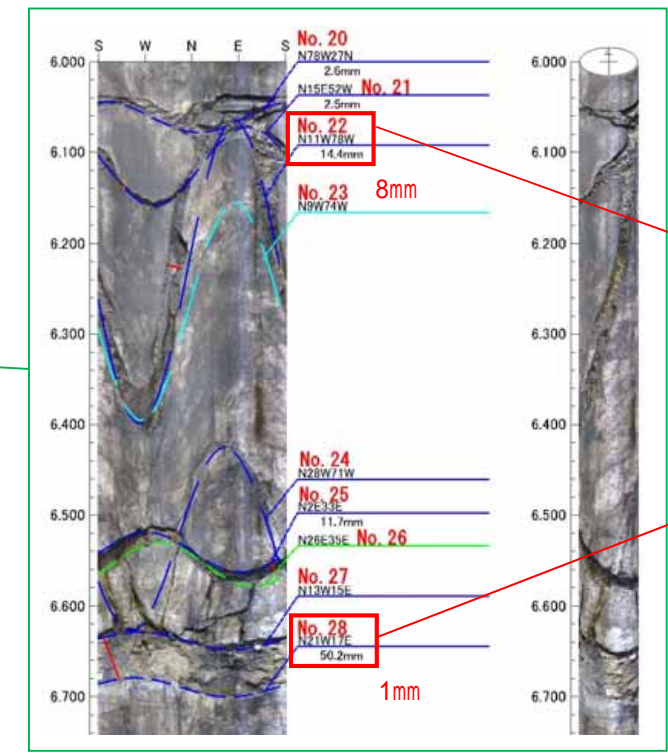 S W N E S
6.000
6.100
6.200
6.300
6.400
6.500
6.600
6.700
No. 20
N78W27N
2.6mm
N15E52W No. 21
2.5mm
No. 22
N11W78W
14.4mm
8mm
No. 23
N9W74W
No. 24
N28W71W
No. 25
N2E33E
11.7mm
N26E35E No. 26
No. 27
N13W15E
No. 28
N21W17E
50.2mm
1mm
6.000
6.100
6.200
6.300
6.400
6.500
6.600
6.700